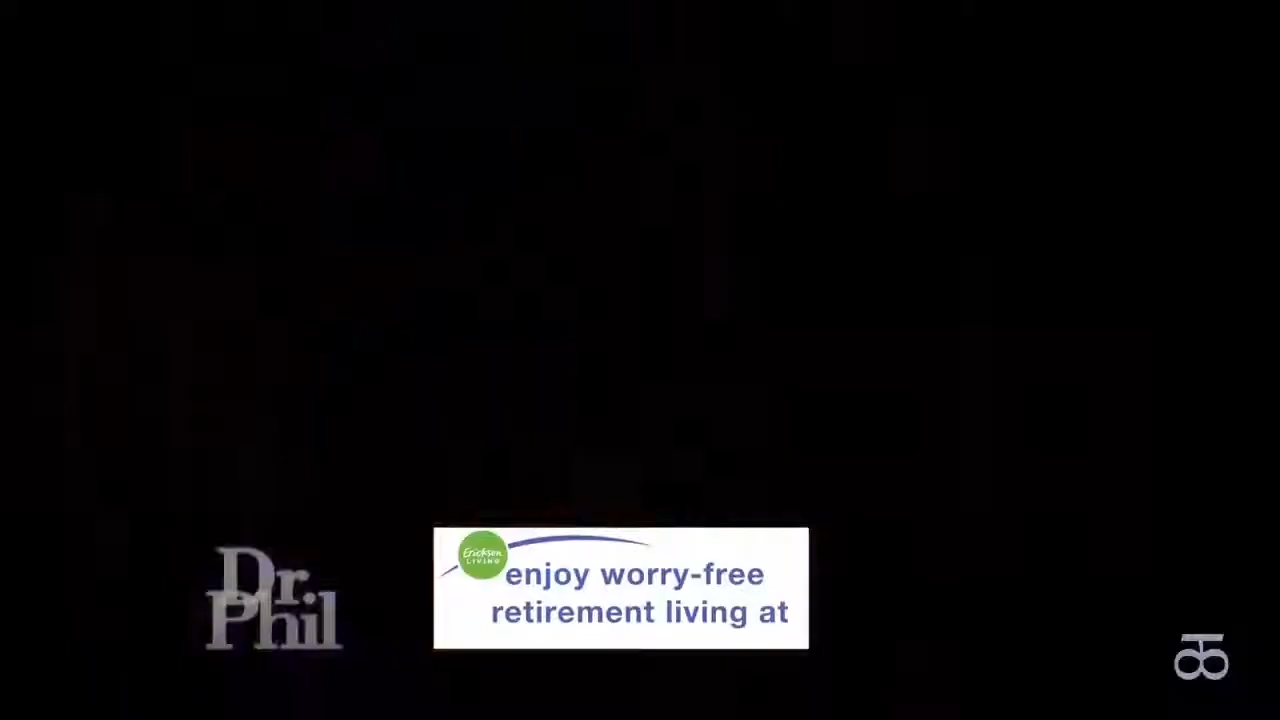 Dr.
Phil
Erickson
LIVING
enjoy worry-free
retirement living at